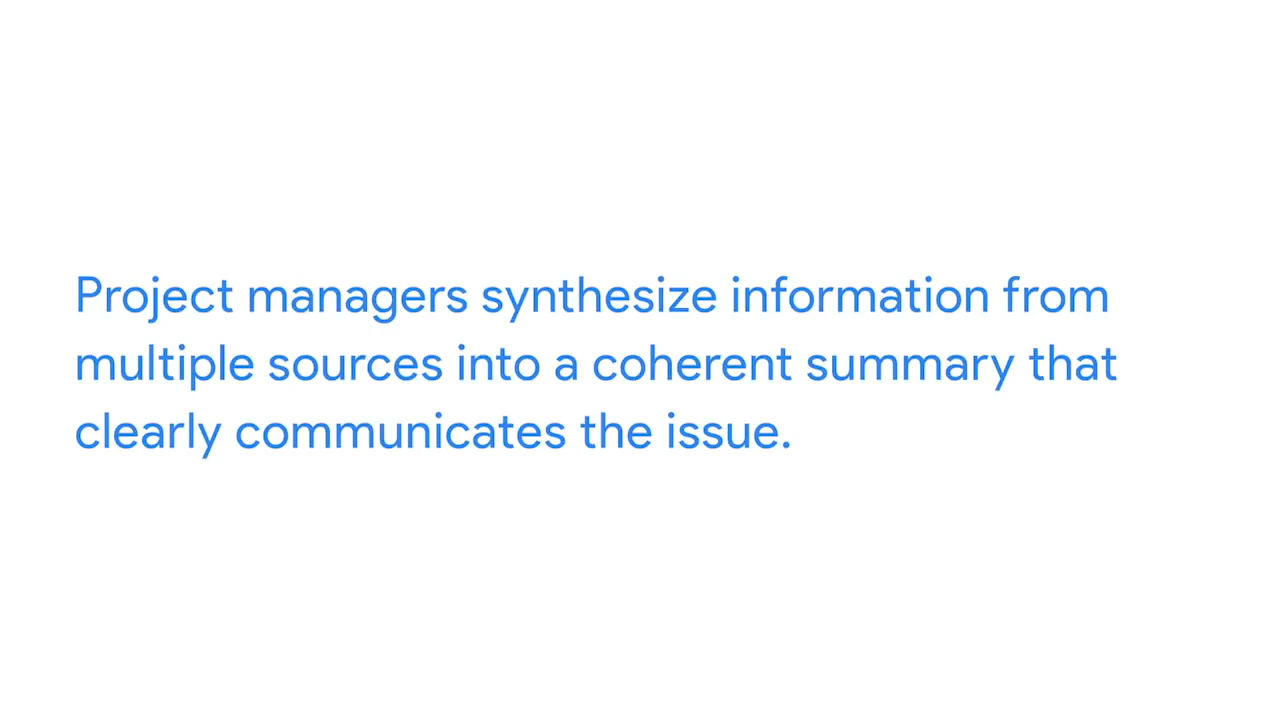 Project managers synthesize information from
multiple sources into a coherent summary that
clearly communicates the issue.